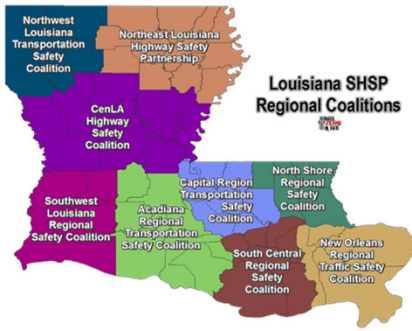 Northwest
Louisiana
Transportation
Safety
Coalition
Northeast Louisiana
Highway Safety
Partnership
Louisiana SHSP
Regional Coalitions
CenLA
Highway
Safety
Coalition
Southwest
Louisiana
Regional
Safety Coalition
Acadiana
Regional
Transportation
Safety Coalition
Capital Region
Transportation
Safety
Coalition
North Shore
Regional
Safety
Coalition
South Central
Regional
Safety
Coalition
New Orleans
Regional
Traffic Safety
Coalition